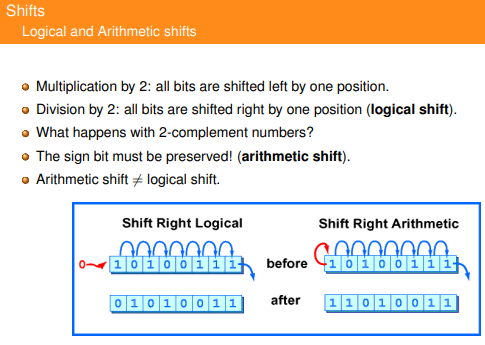 Shifts
Logical and Arithmetic shifts
Multiplication by 2: all bits are shifted left by one position.
Division by 2: all bits are shifted right by one position (logical shift).
What happens with 2-complement numbers?
The sign bit must be preserved! (arithmetic shift).
Arithmetic shift ≠ logical shift.
Shift Right Logical
Shift Right Arithmetic
0
1 0 1 0 0 1 1 1
before
1 0 1 0 0 1 1 1
0 1 0 1 0 0 1 1
after
1 1 0 1 0 0 1 1